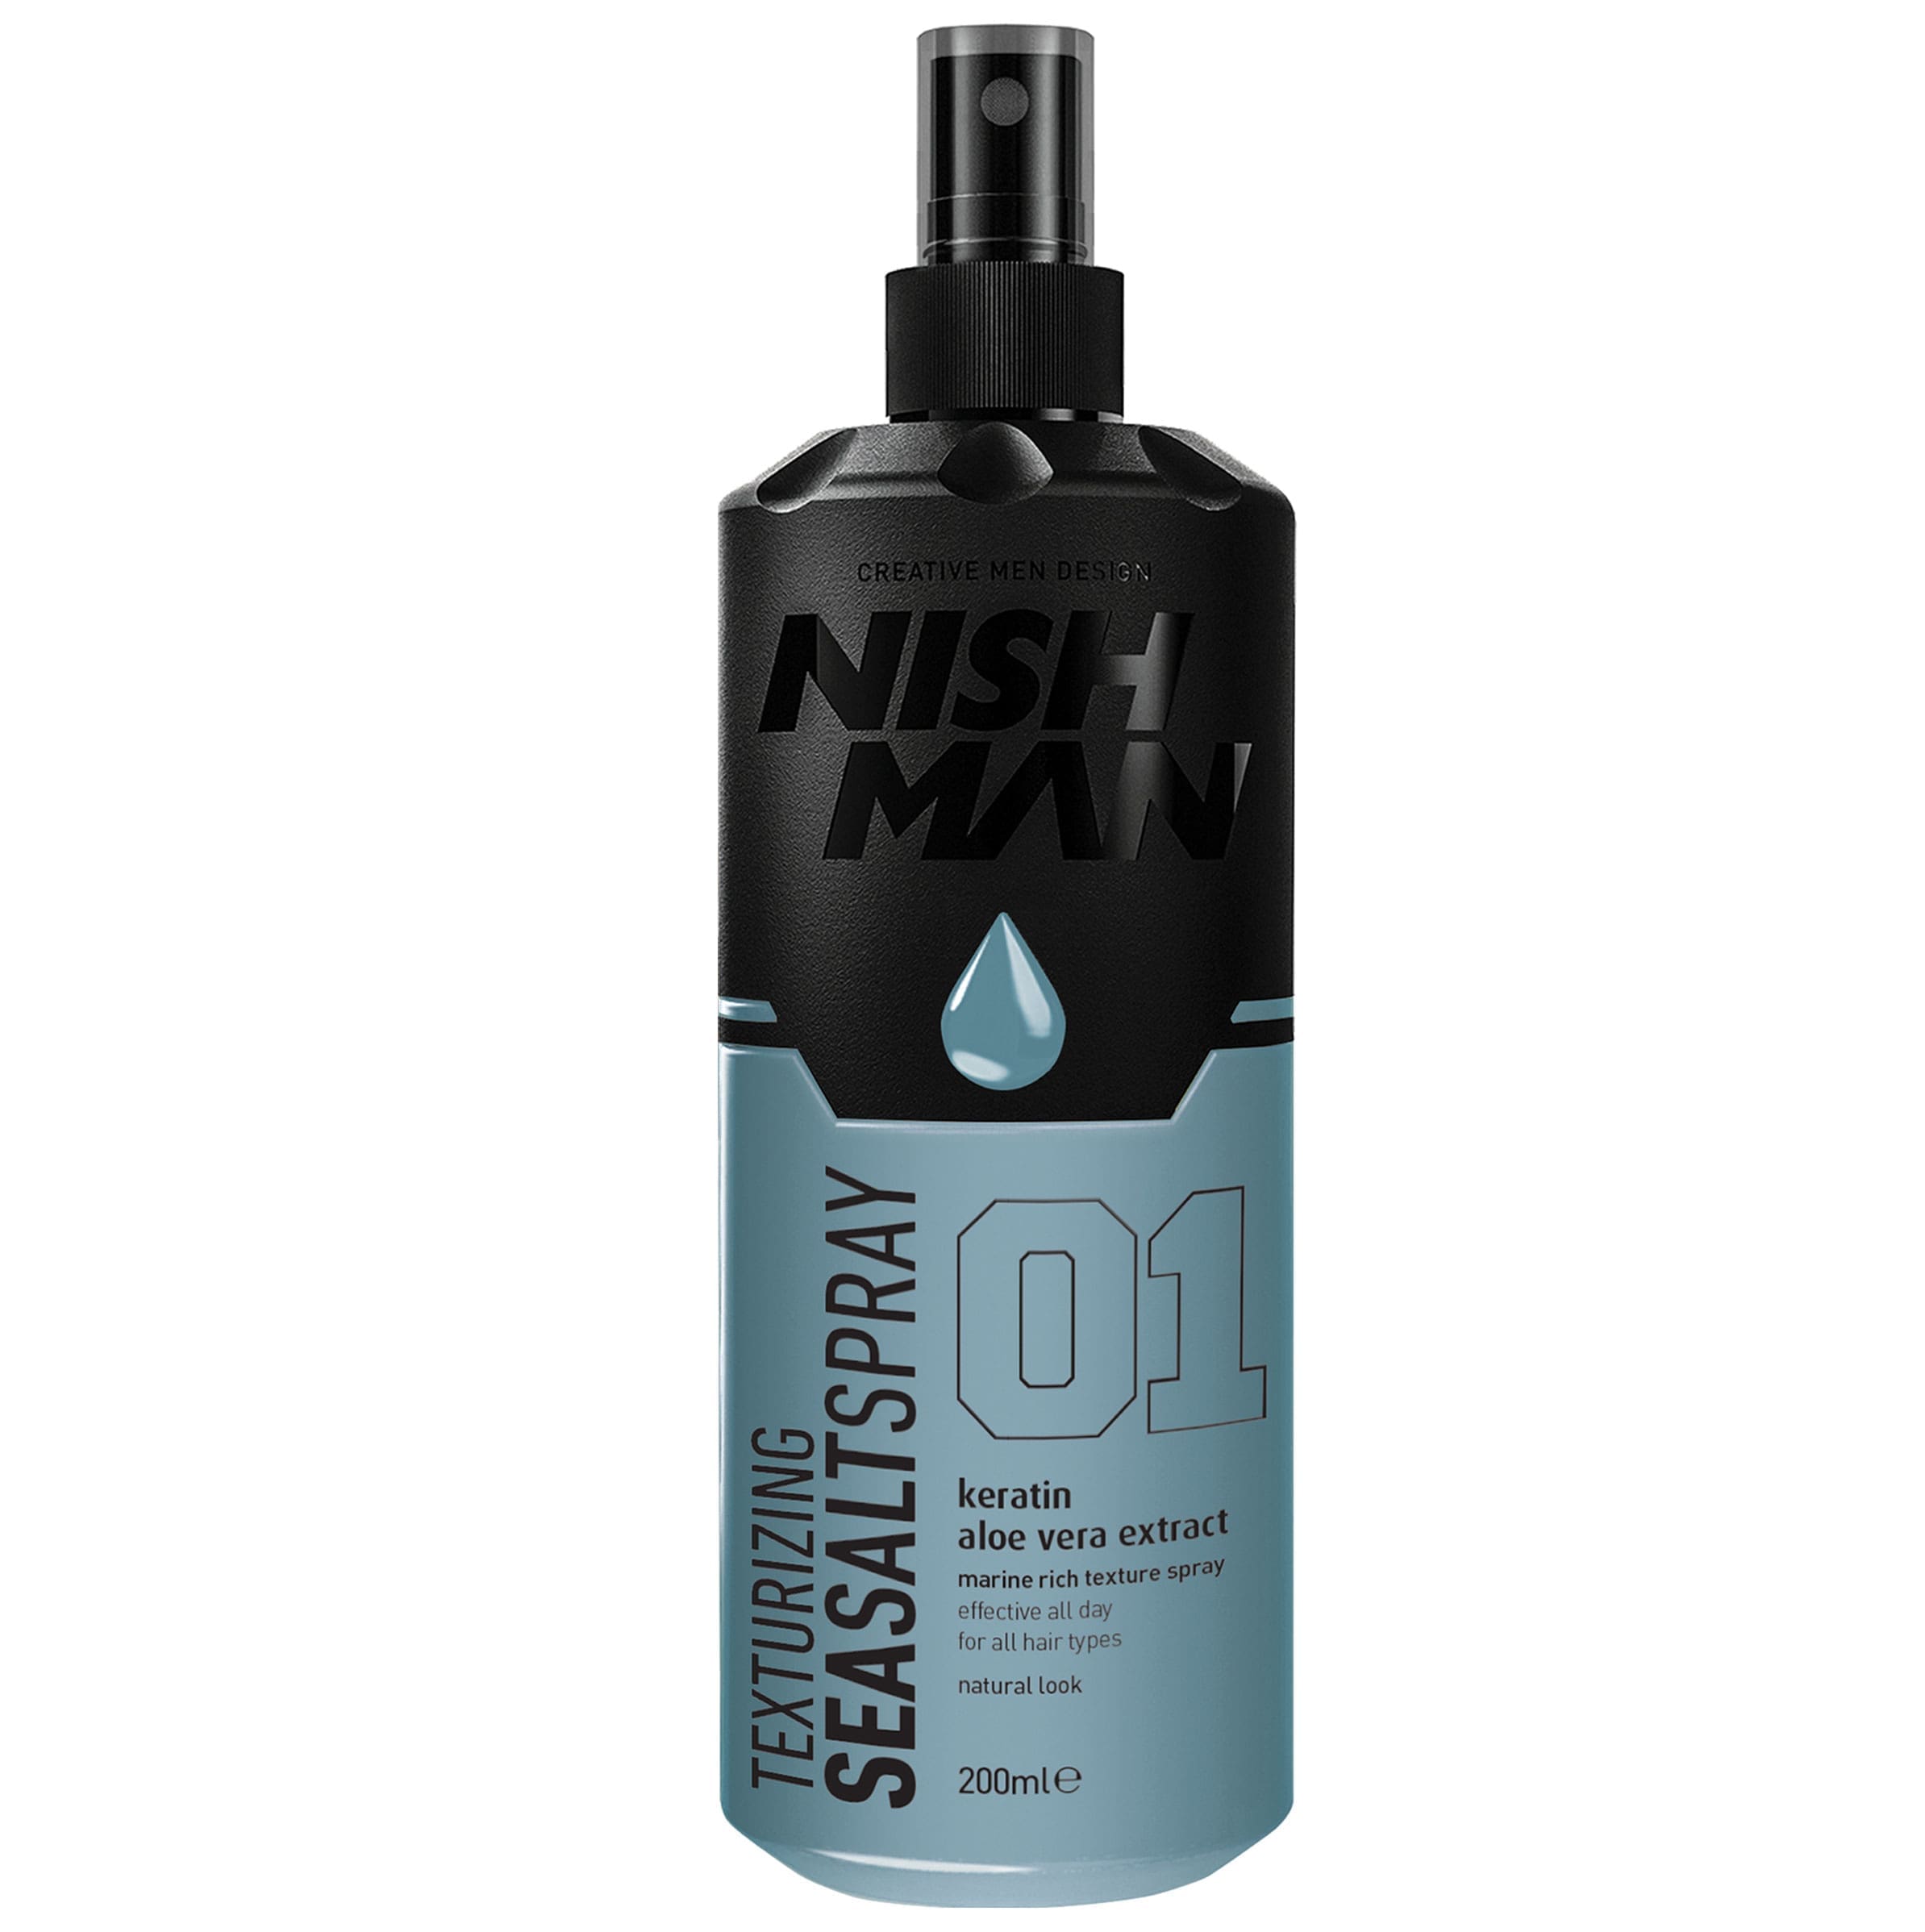 CREATIVE MEN DESIGN
NISH
MAN
TEXTURIZING
SEASALTSPRAY
01
keratin
aloe vera extract
marine rich texture spray
effective all day
for all hair types
natural look
200ml℮